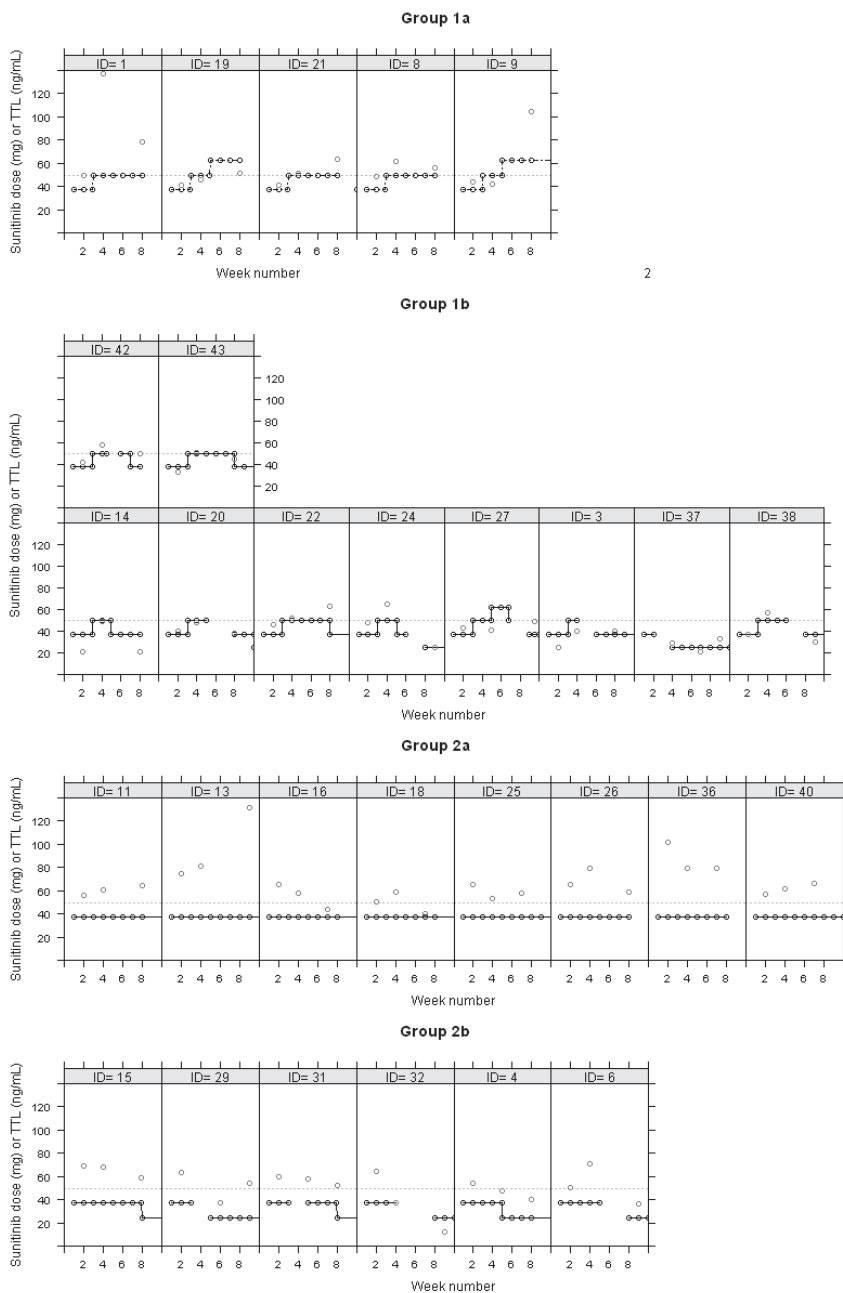 Group 1a
ID= 1 ID= 19 ID= 21 ID= 8 ID= 9
Sunitinib dose (mg) or TTL (ng/mL)
120
100
80
60
40
20
2 4 6 8 2 4 6 8 2 4 6 8 2 4 6 8 2 4 6 8
Week number
2
Group 1b
ID= 42 ID= 43
120
100
80
60
40
20
Sunitinib dose (mg) or TTL (ng/mL)
ID= 14 ID= 20 ID= 22 ID= 24 ID= 27 ID= 3 ID= 37 ID= 38
120
100
80
60
40
20
2 4 6 8 2 4 6 8 2 4 6 8 2 4 6 8 2 4 6 8 2 4 6 8 2 4 6 8 2 4 6 8
Week number
Group 2a
ID= 11 ID= 13 ID= 16 ID= 18 ID= 25 ID= 26 ID= 36 ID= 40
Sunitinib dose (mg) or TTL (ng/mL)
120
100
80
60
40
20
2 4 6 8 2 4 6 8 2 4 6 8 2 4 6 8 2 4 6 8 2 4 6 8 2 4 6 8 2 4 6 8
Week number
Group 2b
ID= 15 ID= 29 ID= 31 ID= 32 ID= 4 ID= 6
Sunitinib dose (mg) or TTL (ng/mL)
120
100
80
60
40
20
2 4 6 8 2 4 6 8 2 4 6 8 2 4 6 8 2 4 6 8 2 4 6 8
Week number